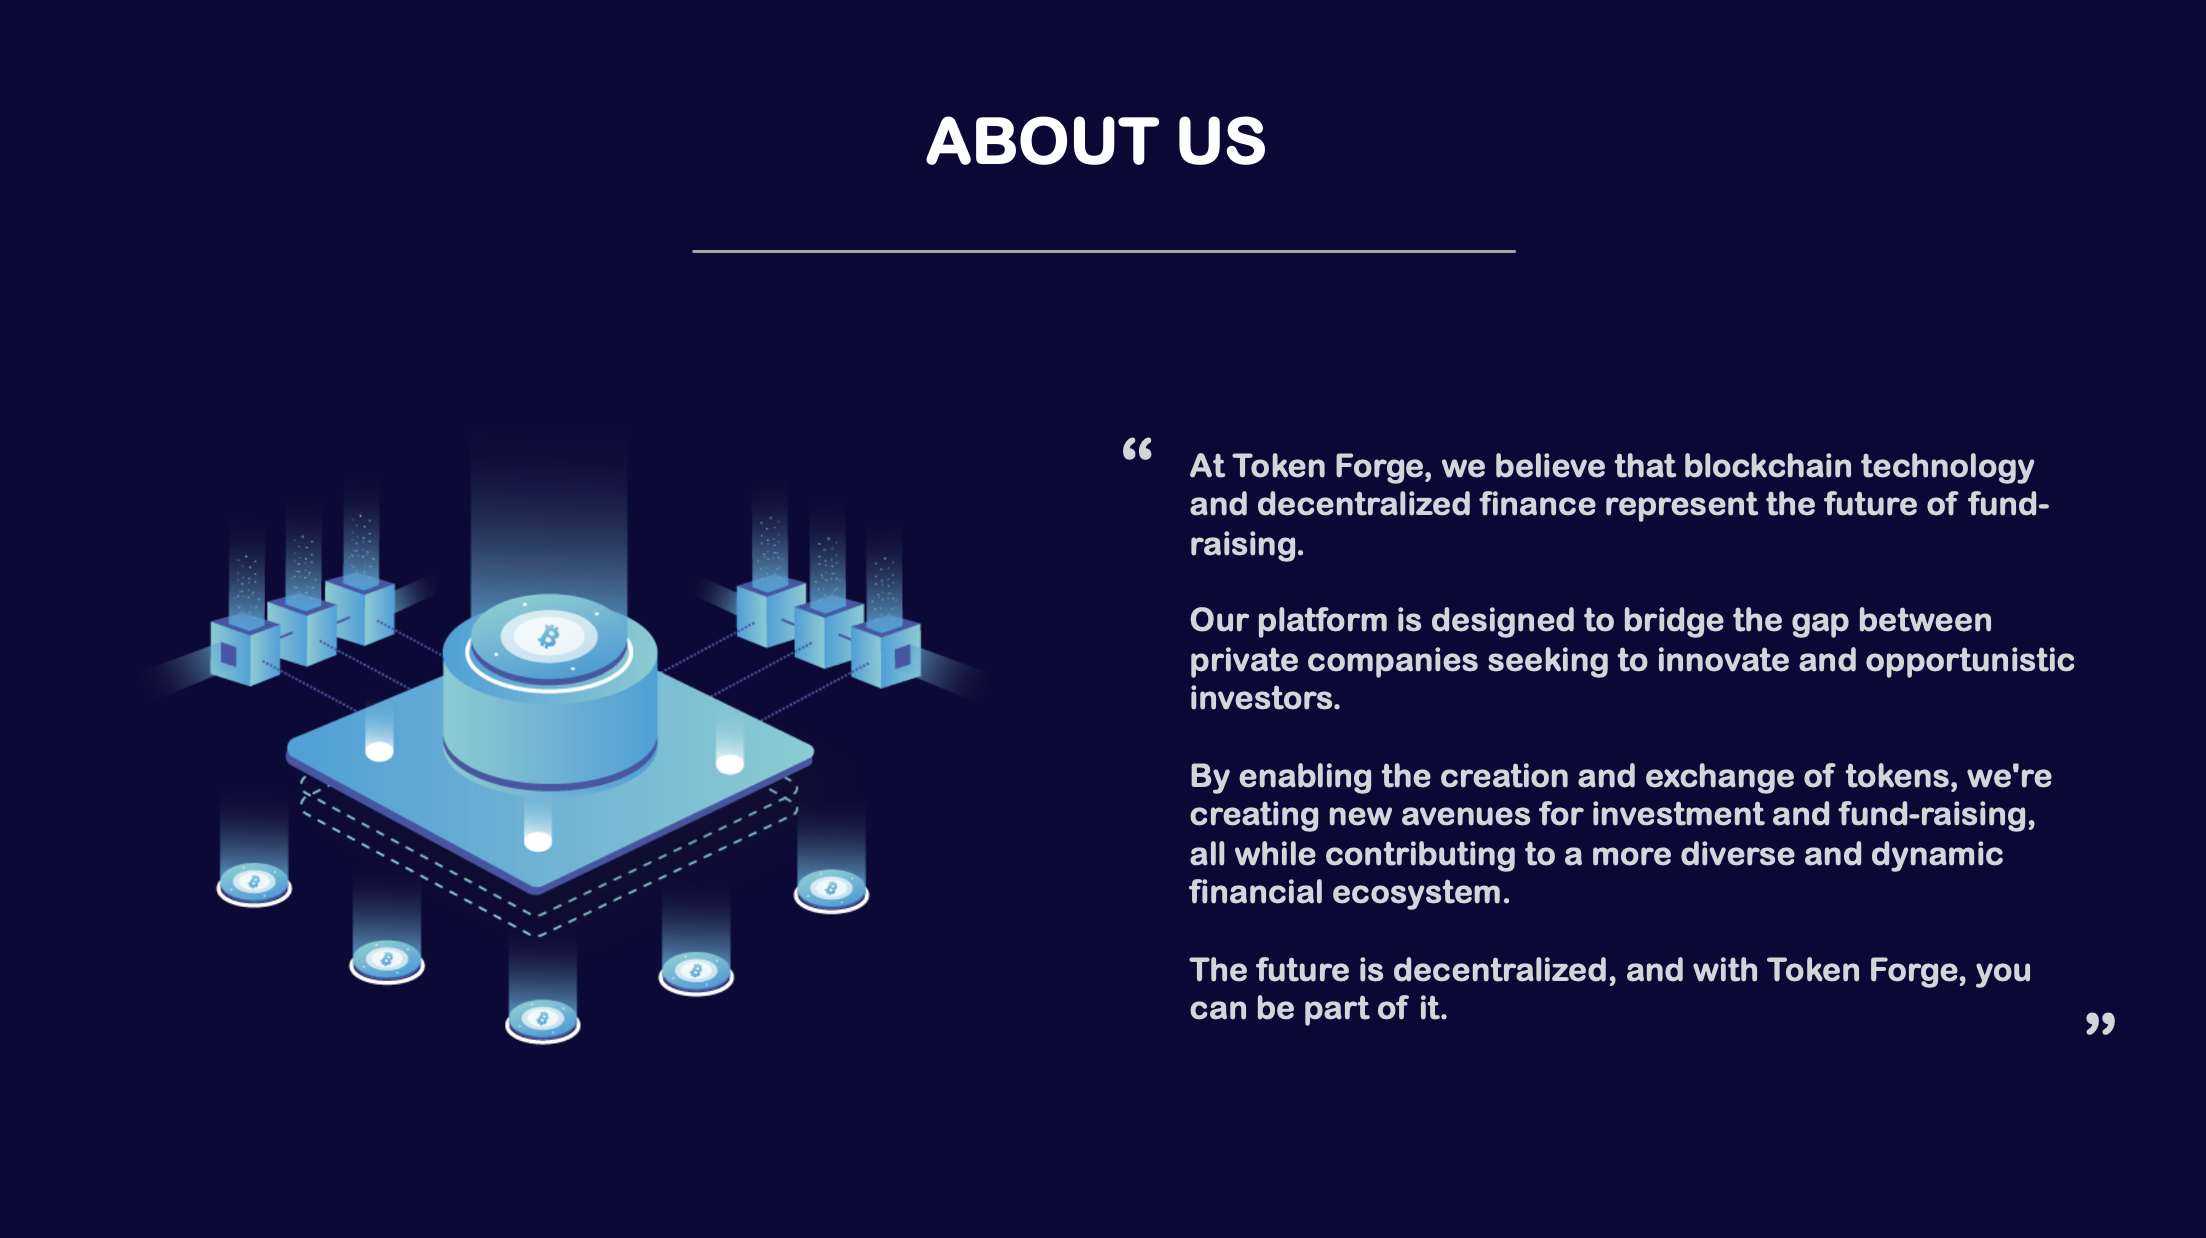 ABOUT US
“
At Token Forge, we believe that blockchain technology
and decentralized finance represent the future of fund-
raising.
Our platform is designed to bridge the gap between
private companies seeking to innovate and opportunistic
investors.
By enabling the creation and exchange of tokens, we're
creating new avenues for investment and fund-raising,
all while contributing to a more diverse and dynamic
financial ecosystem.
The future is decentralized, and with Token Forge, you
can be part of it.
”